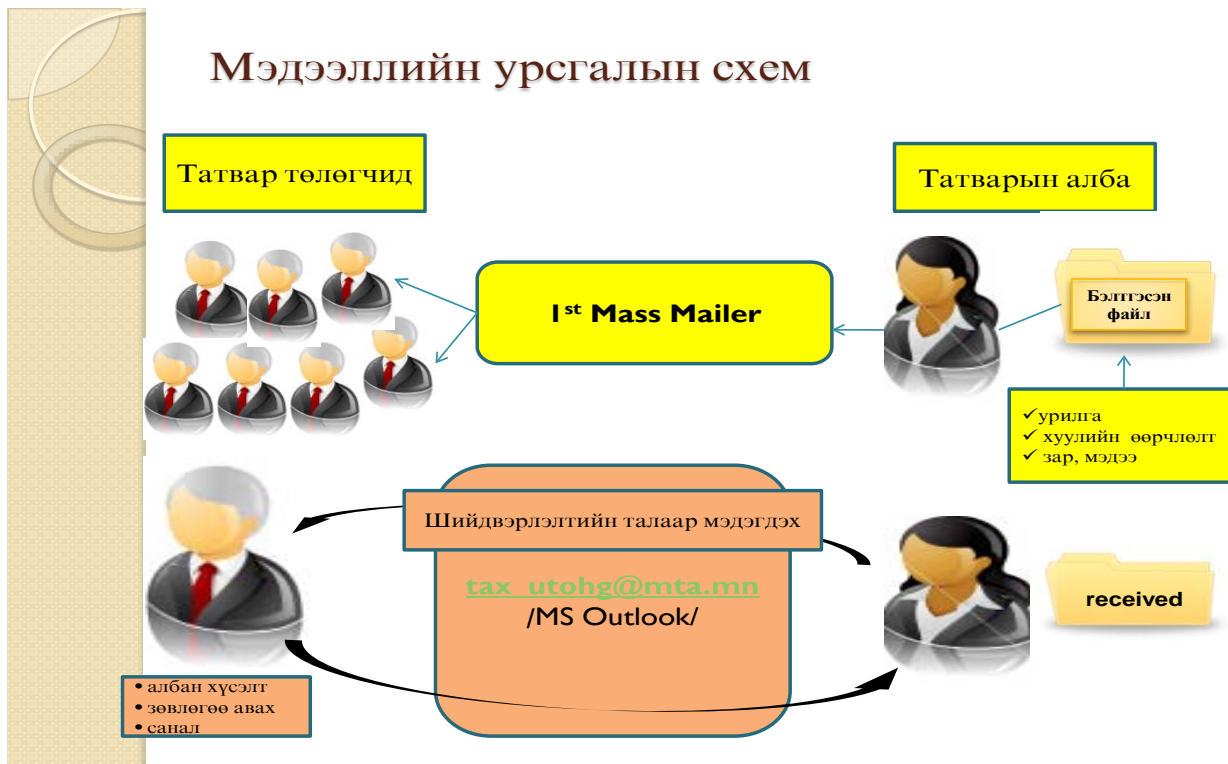 Мэдээллийн урсгалын схем
Татвар төлөгчид
Татварын алба
1st Mass Mailer
Бэлтгэсэн
файл
✓урилга
✓ хуулийн өөрчлөлт
✓ зар, мэдээ
Шийдвэрлэлтийн талаар мэдэгдэх
tax_utohg@mta.mn
/MS Outlook/
received
• албан хүсэлт
• зөвлөгөө авах
• санал